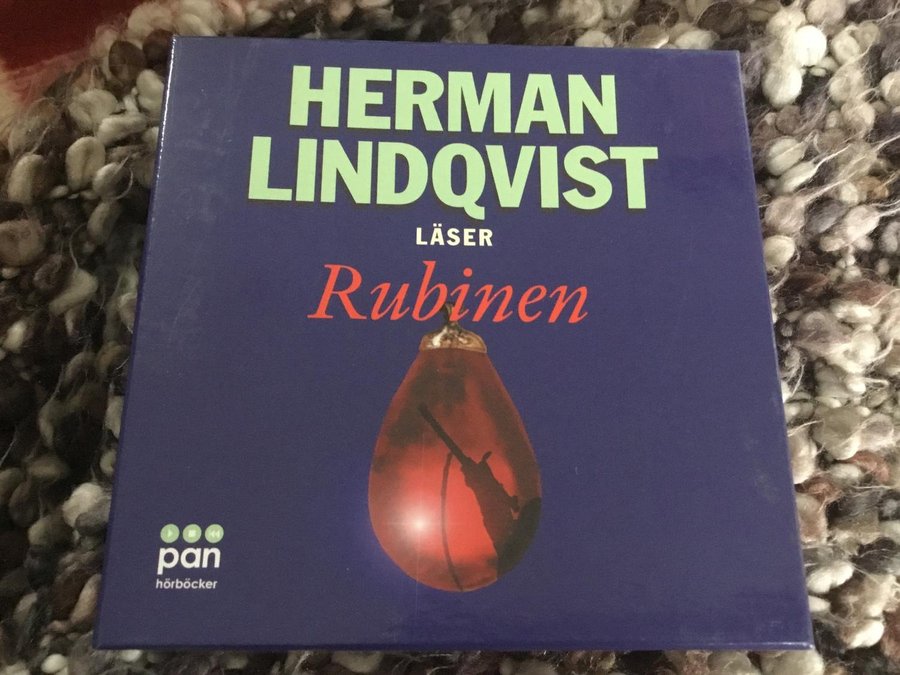 HERMAN
LINDQVIST
LÄSER
Rubinen
pan
hörböcker